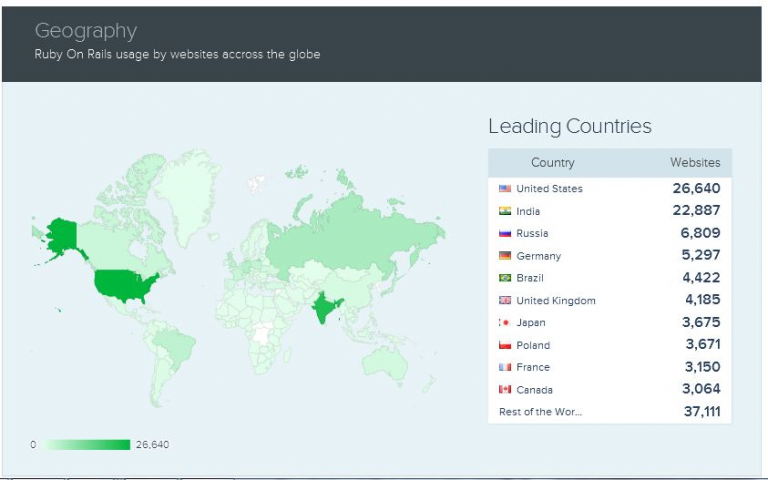 Geography
Ruby On Rails usage by websites accross the globe
Leading Countries
Country Websites
United States 26,640
India 22,887
Russia 6,809
Germany 5,297
Brazil 4,422
United Kingdom 4,185
Japan 3,675
Poland 3,671
France 3,150
Canada 3,064
Rest of the Wor... 37,111
0 26,640